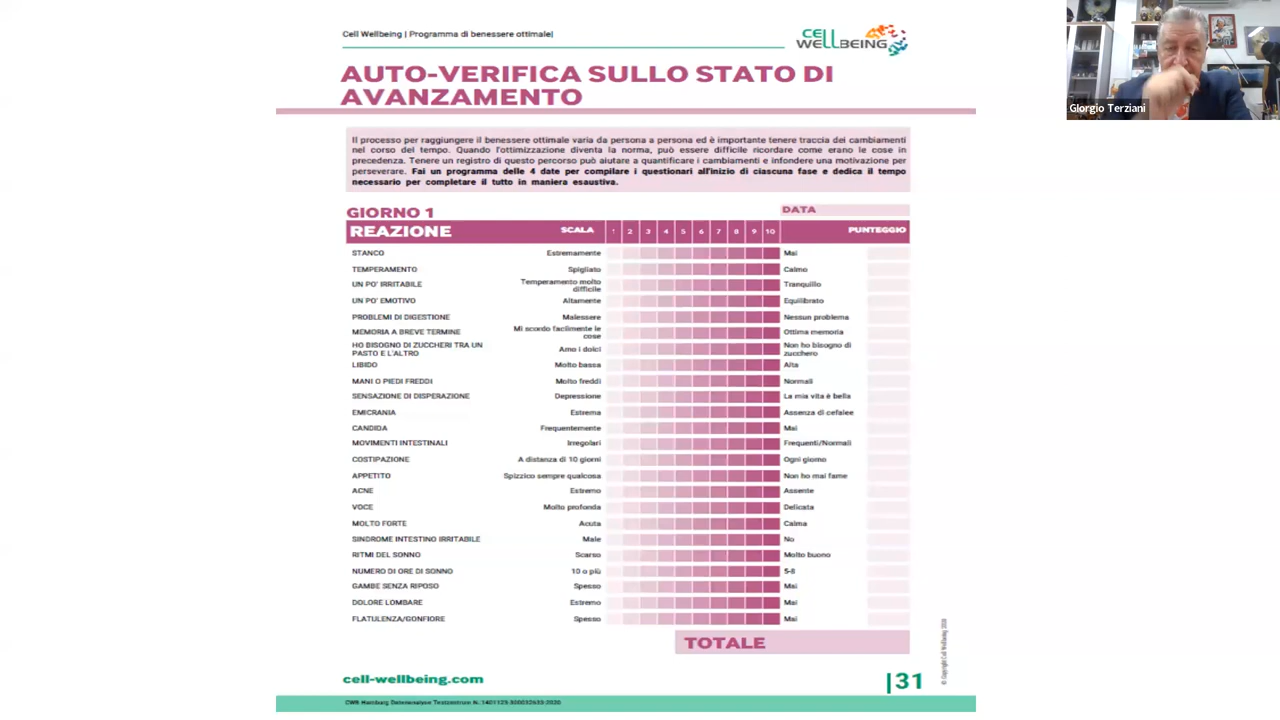 Cell Wellbeing | Programma di benessere ottimale|
CELL
WELLBEING
AUTO-VERIFICA SULLO STATO DI
AVANZAMENTO
Il processo per raggiungere il benessere ottimale varia da persona a persona ed è importante tenere traccia dei cambiamenti
nel corso del tempo. Quando l'ottimizzazione diventa la norma, può essere difficile ricordare come erano le cose in
precedenza. Tenere un registro di questo percorso può aiutare a quantificare i cambiamenti e infondere una motivazione per
perseverare. Fai un programma delle 4 date per compilare i questionari all'inizio di ciascuna fase e dedica il tempo
necessario per completare il tutto in maniera esaustiva.
GIORNO 1 DATA
REAZIONE SCALA 1 2 3 4 5 6 7 8 9 10 PUNTEGGIO
STANCO Estremamente Mai
TEMPERAMENTO Spigliato Calmo
UN PO' IRRITABILE Temperamento molto difficile Tranquillo
UN PO' EMOTIVO Altamente Equilibrato
PROBLEMI DI DIGESTIONE Malessere Nessun problema
MEMORIA A BREVE TERMINE Mi scordo facilmente le cose Ottima memoria
HO BISOGNO DI ZUCCHERI TRA UN PASTO E L'ALTRO Amo i dolci Non ho bisogno di zucchero
LIBIDO Molto bassa Alta
MANI O PIEDI FREDDI Molto freddi Normali
SENSAZIONE DI DISPERAZIONE Depressione La mia vita è bella
EMICRANIA Estrema Assenza di cefalee
CANDIDA Frequentemente Mai
MOVIMENTI INTESTINALI Irregolari Frequenti/Normali
COSTIPAZIONE A distanza di 10 giorni Ogni giorno
APPETITO Spizzico sempre qualcosa Non ho mai fame
ACNE Estremo Assente
VOCE Molto profonda Delicata
MOLTO FORTE Acuta Calma
SINDROME INTESTINO IRRITABILE Male No
RITMI DEL SONNO Scarso Molto buono
NUMERO DI ORE DI SONNO 10 o più 5-8
GAMBE SENZA RIPOSO Spesso Mai
DOLORE LOMBARE Estremo Mai
FLATULENZA/GONFIORE Spesso Mai
TOTALE
cell-wellbeing.com
|31
© Copyright Cell Wellbeing 2020
CWB Hamburg Datenanalyse Testzentrum N.:1401123-300032633-2020
Giorgio Terziani